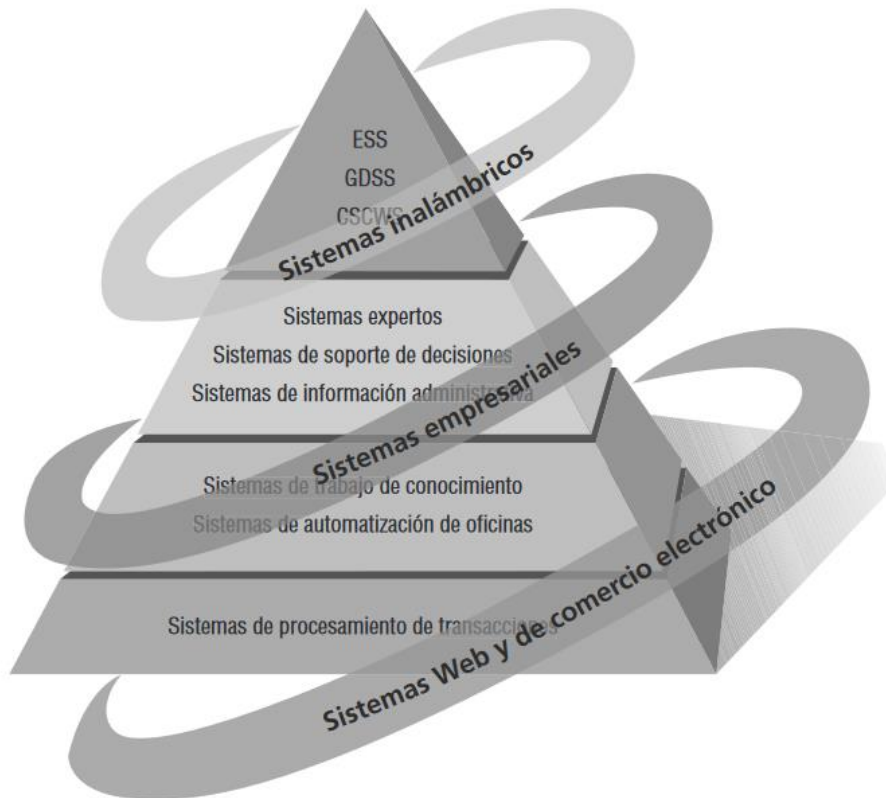 ESS
GDSS
CSCWS
Sistemas inalámbricos
Sistemas expertos
Sistemas de soporte de decisiones
Sistemas de información administrativa
Sistemas empresariales
Sistemas de trabajo de conocimiento
Sistemas de automatización de oficinas
Sistemas de procesamiento de transacciones
Sistemas Web y de comercio electrónico